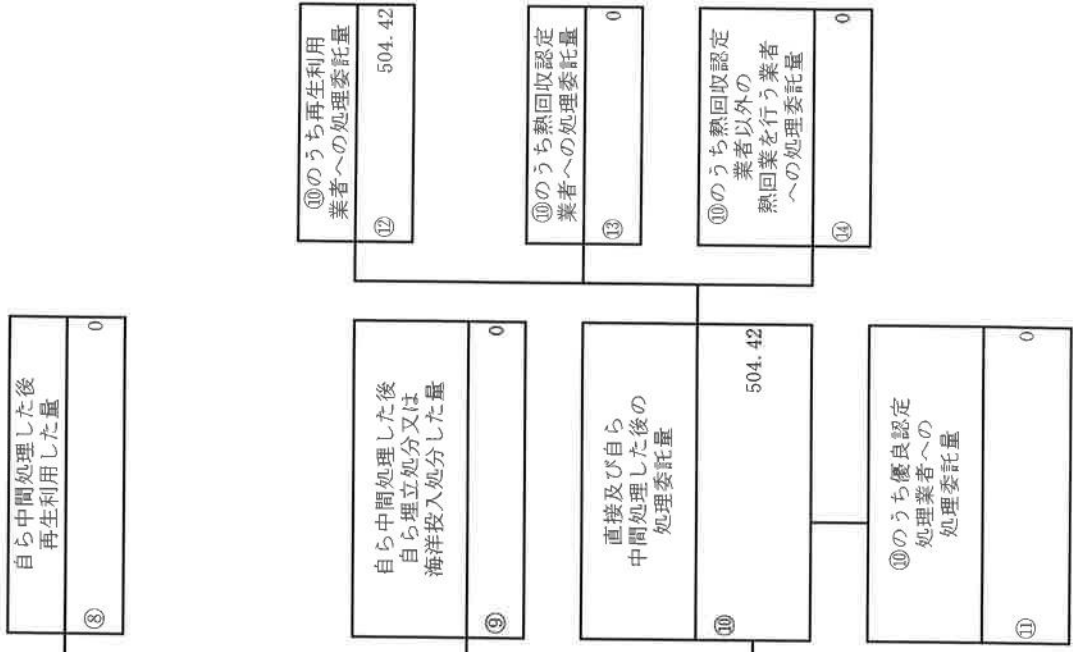 自ら中間処理した後
再生利用した量
⑧
0
自ら中間処理した後
自ら埋立処分又は
海洋投入処分した量
⑨
0
直接及び自ら
中間処理した後の
処理委託量
⑩
504.42
⑩のうち優良認定
処理業者への
処理委託量
⑪
0
⑩のうち再生利用
業者への処理委託量
⑫
504.42
⑩のうち熱回収認定
業者への処理委託量
⑬
0
⑩のうち熱回収認定
業者以外の
熱回業を行う業者
への処理委託量
⑭
0